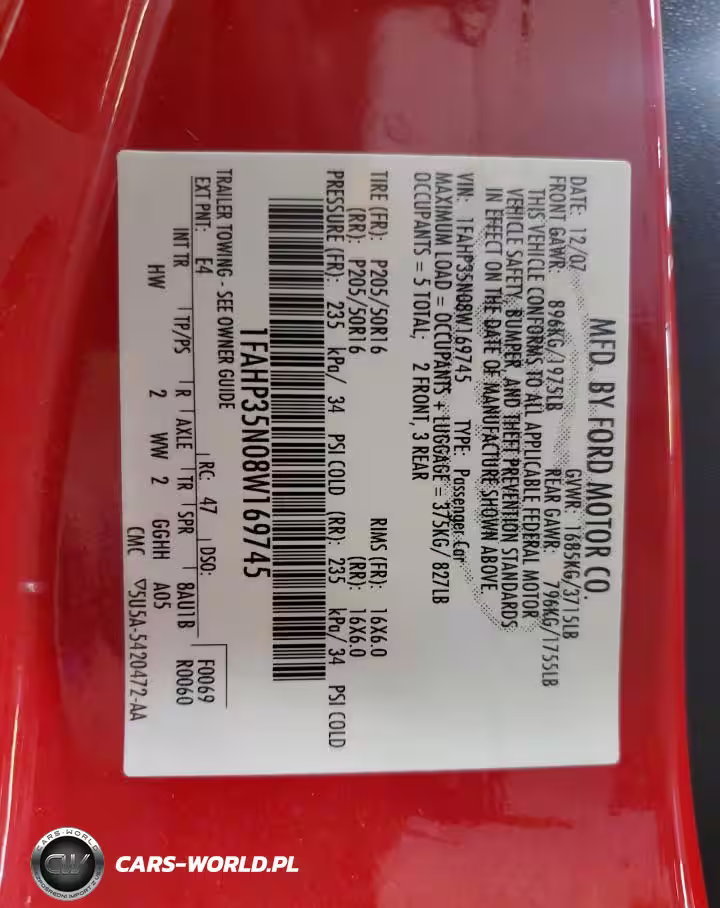 MFD. BY FORD MOTOR CO.
DATE: 12/07 GVWR: 1685KG/3715LB
FRONT GAWR: 896KG/1975LB REAR GAWR: 796KG/1755LB
THIS VEHICLE CONFORMS TO ALL APPLICABLE FEDERAL MOTOR
VEHICLE SAFETY, BUMPER, AND THEFT PREVENTION STANDARDS
IN EFFECT ON THE DATE OF MANUFACTURE SHOWN ABOVE.
VIN: 1FAHP35N08W169745 TYPE: Passenger Car
MAXIMUM LOAD = OCCUPANTS + LUGGAGE = 375KG/ 827LB
OCCUPANTS = 5 TOTAL; 2 FRONT, 3 REAR
TIRE (FR): P205/50R16 RIMS (FR): 16X6.0
(RR): P205/50R16 (RR): 16X6.0
PRESSURE (FR): 235 kPa/ 34 PSI COLD (RR): 235 kPa/ 34 PSI COLD
1FAHP35N08W169745
TRAILER TOWING - SEE OWNER GUIDE
EXT PNT: E4 RC: 47 DSO: F0069
INT TR TP/PS R AXLE TR SPR 8AU1B R0060
HW 2 WW 2 GGHH A05
CMC ▽5U5A-5420472-AA
CARS-WORLD
CW
BEZPOŚREDNI IMPORTER Z USA
CARS-WORLD.PL